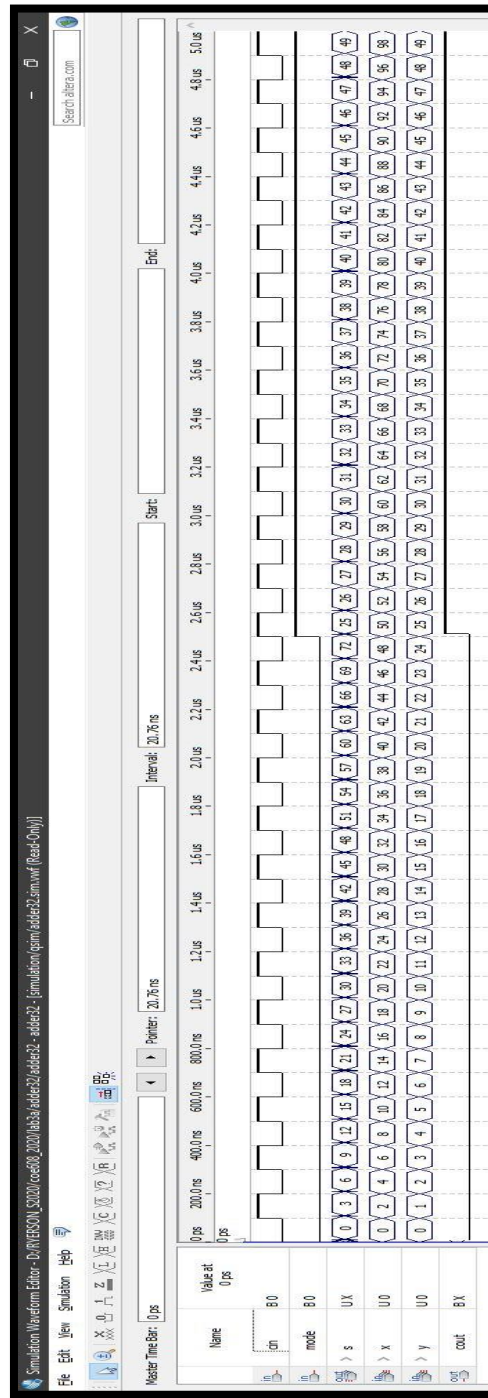 Simulation Waveform Editor - D:/RYERSON_S2020/coe608_2020/lab3a/adder32/adder32 - adder32 - [simulation/qsim/adder32.sim.vwf (Read-Only)]
File Edit View Simulation Help
Search altera.com
Master Time Bar: 0 ps Pointer: 20.76 ns Interval: 20.76 ns Start: End:
Name Value at 0 ps
0 ps 200.0 ns 400.0 ns 600.0 ns 800.0 ns 1.0 us 1.2 us 1.4 us 1.6 us 1.8 us 2.0 us 2.2 us 2.4 us 2.6 us 2.8 us 3.0 us 3.2 us 3.4 us 3.6 us 3.8 us 4.0 us 4.2 us 4.4 us 4.6 us 4.8 us 5.0 us
0 ps
in cin B 0
in mode B 0
out > s U X 0 3 6 9 12 15 18 21 24 27 30 33 36 39 42 45 48 51 54 57 60 63 66 69 72 25 26 27 28 29 30 31 32 33 34 35 36 37 38 39 40 41 42 43 44 45 46 47 48 49
> x U 0 0 2 4 6 8 10 12 14 16 18 20 22 24 26 28 30 32 34 36 38 40 42 44 46 48 50 52 54 56 58 60 62 64 66 68 70 72 74 76 78 80 82 84 86 88 90 92 94 96 98
> y U 0 0 1 2 3 4 5 6 7 8 9 10 11 12 13 14 15 16 17 18 19 20 21 22 23 24 25 26 27 28 29 30 31 32 33 34 35 36 37 38 39 40 41 42 43 44 45 46 47 48 49
out cout B X